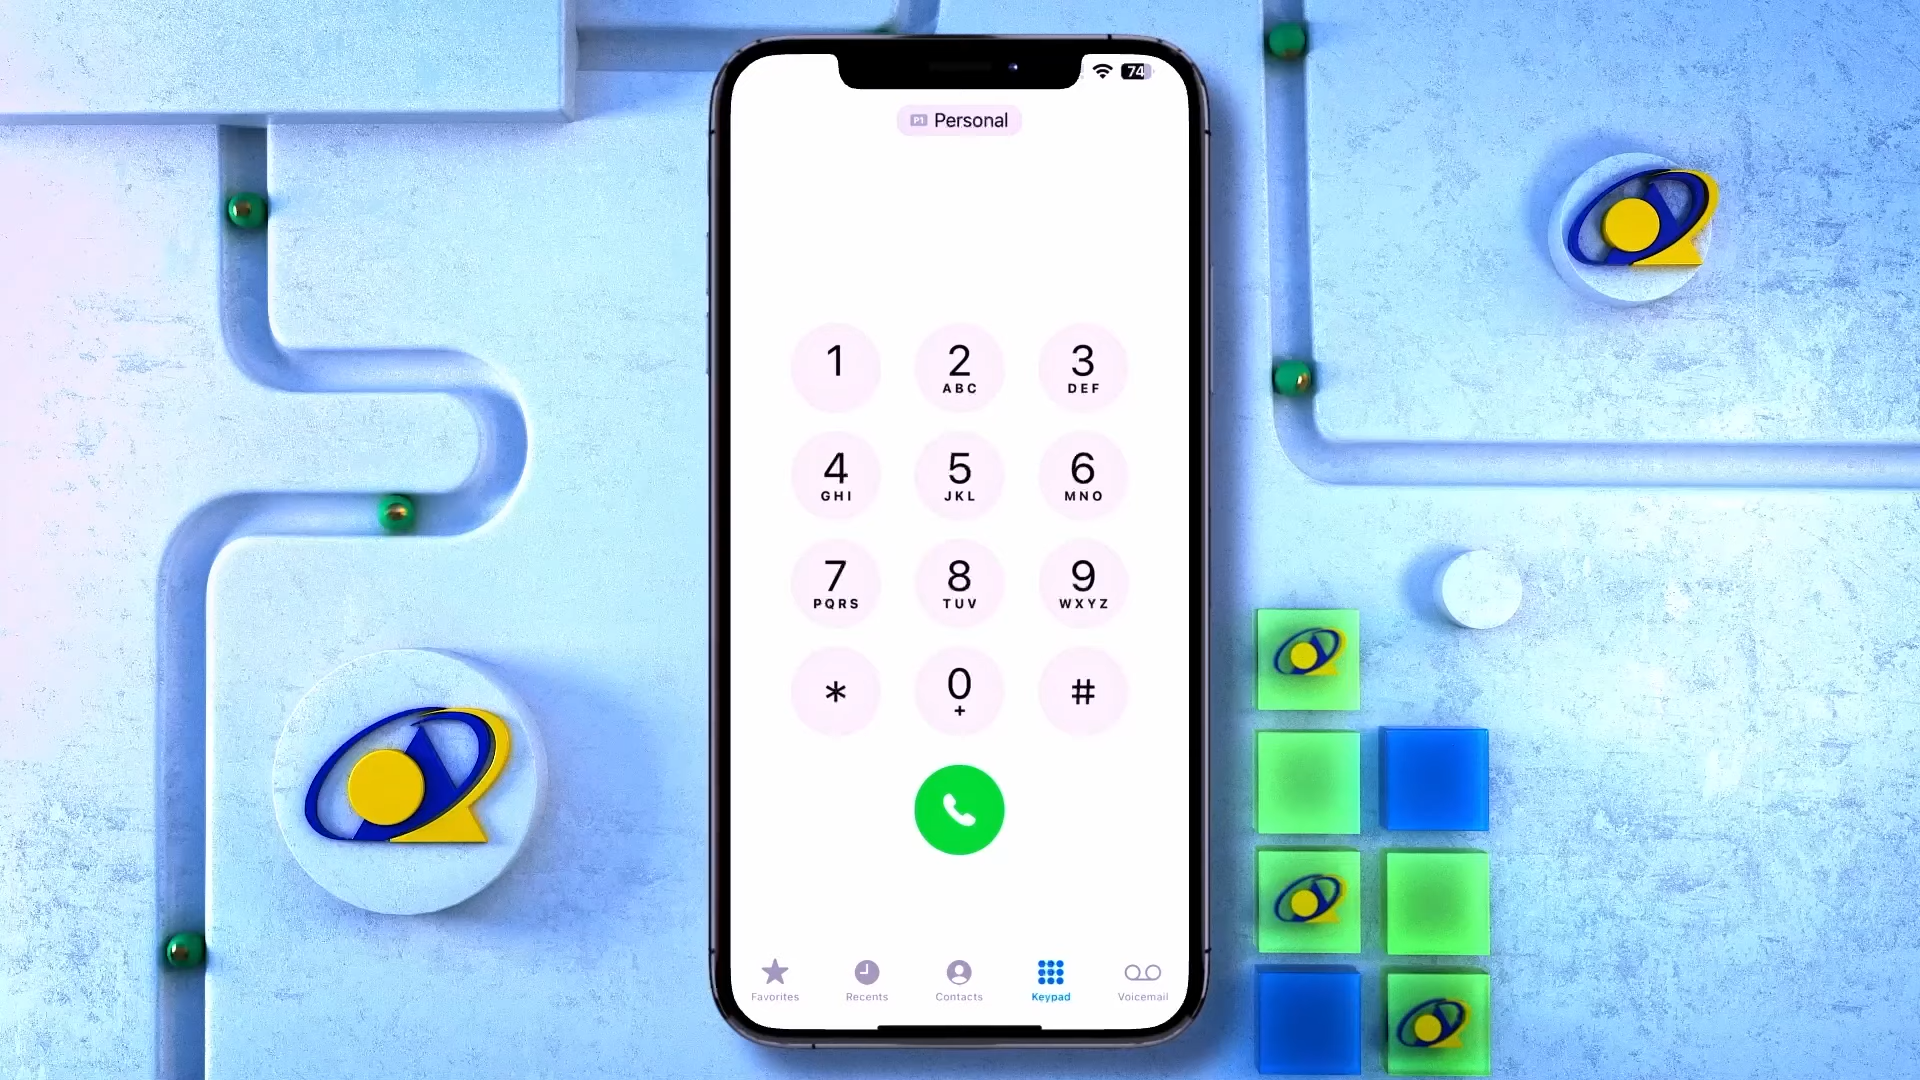 74
P1 Personal
1
2
ABC
3
DEF
4
GHI
5
JKL
6
MNO
7
PQRS
8
TUV
9
WXYZ
*
0
+
#
Favorites
Recents
Contacts
Keypad
Voicemail